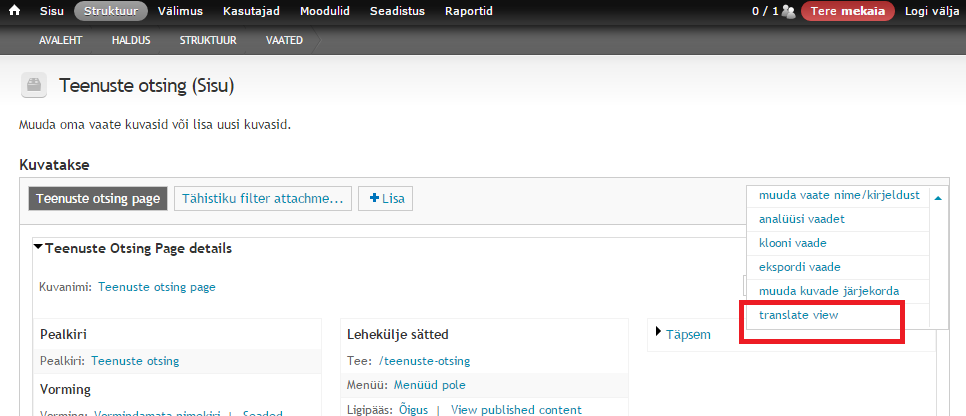 Sisu Struktuur Välimus Kasutajad Moodulid Seadistus Raportid 0 / 1 Tere mekaia Logi välja
AVALEHT HALDUS STRUKTUUR VAATED
Teenuste otsing (Sisu)
Muuda oma vaate kuvasid või lisa uusi kuvasid.
Kuvatakse
Teenuste otsing page Tähistiku filter attachme... Lisa
muuda vaate nime/kirjeldust
analüüsi vaadet
klooni vaade
ekspordi vaade
muuda kuvade järjekorda
translate view
Teenuste Otsing Page details
Kuvanimi: Teenuste otsing page
Pealkiri
Pealkiri: Teenuste otsing
Vorming
Vorming: Vormindamata nimekiri | Seaded
Lehekülje sätted
Tee: /teenuste-otsing
Menüü: Menüüd pole
Ligipääs: Õigus | View published content
Täpsem